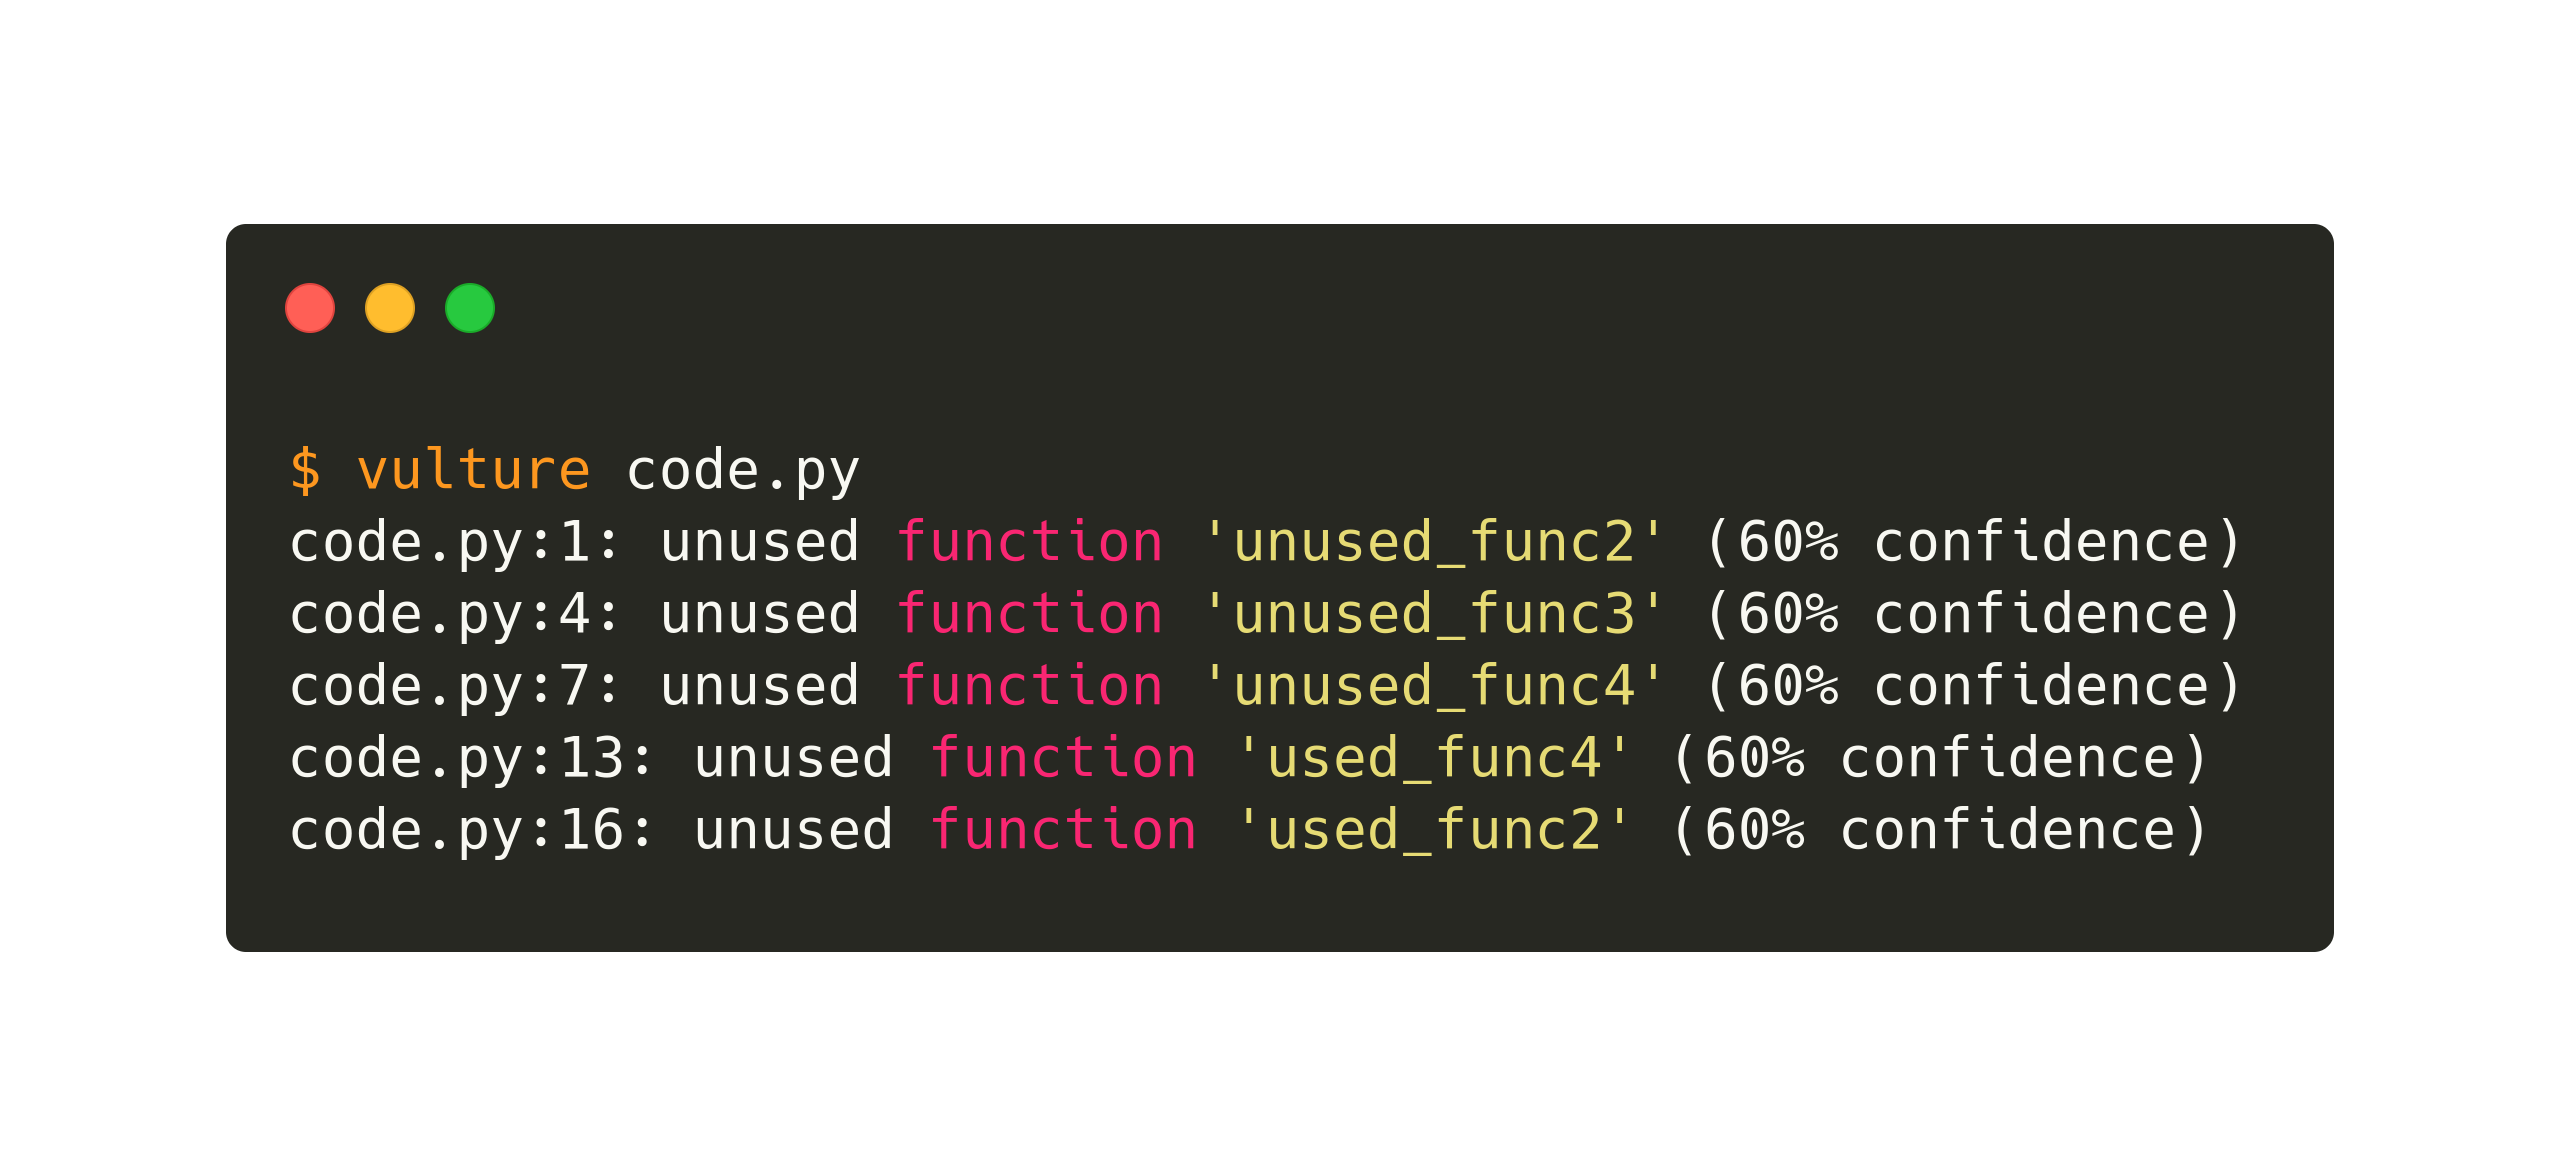 $ vulture code.py
code.py:1: unused function 'unused_func2' (60% confidence)
code.py:4: unused function 'unused_func3' (60% confidence)
code.py:7: unused function 'unused_func4' (60% confidence)
code.py:13: unused function 'used_func4' (60% confidence)
code.py:16: unused function 'used_func2' (60% confidence)